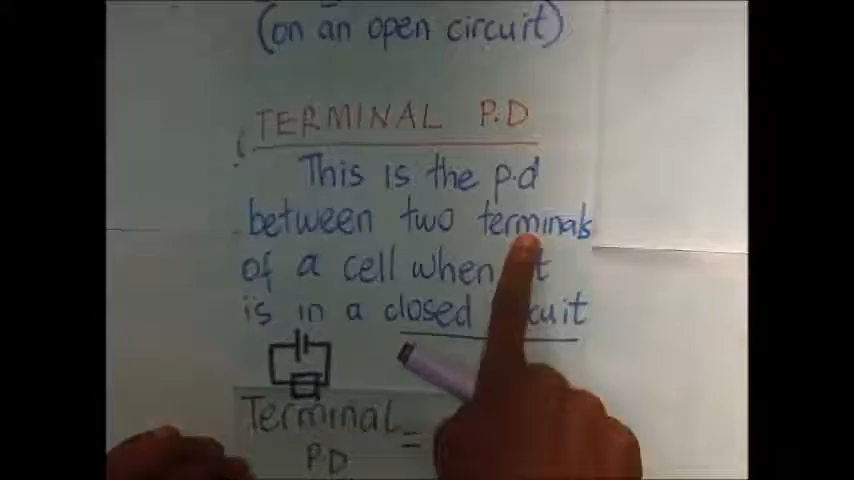 (on an open circuit)
TERMINAL P.D
This is the p.d
between two terminals
of a cell when
is in a closed
Terminal =
P.D